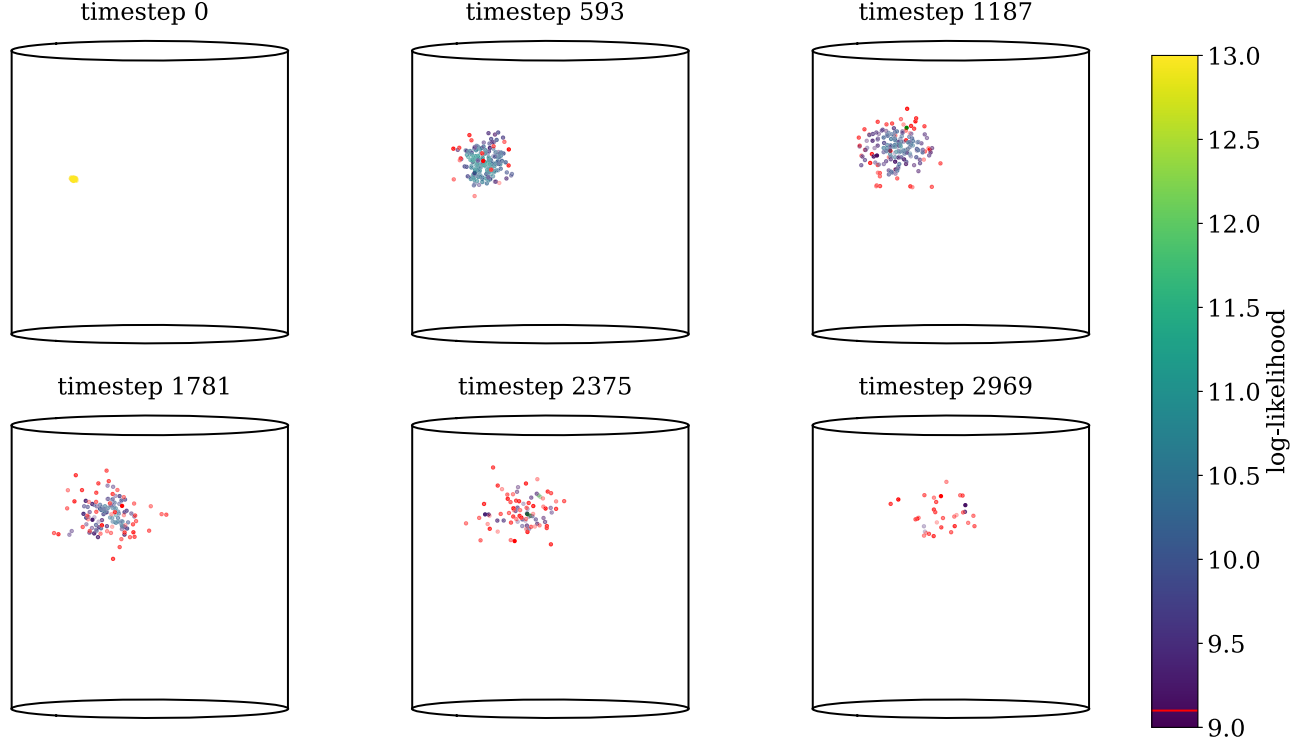 timestep 0
timestep 593
timestep 1187
timestep 1781
timestep 2375
timestep 2969
13.0
12.5
12.0
11.5
11.0
10.5
10.0
9.5
9.0
log-likelihood